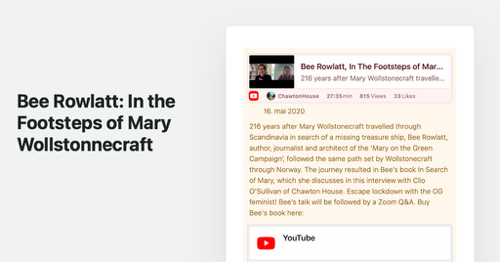 Bee Rowlatt: In the
Footsteps of Mary
Wollstonnecraft
Bee Rowlatt, In The Footsteps of Mar...
216 years after Mary Wollstonecraft travelle...
ChawtonHouse 27:35min 815 Views 33 Likes
16. mai 2020
216 years after Mary Wollstonecraft travelled through
Scandinavia in search of a missing treasure ship, Bee Rowlatt,
author, journalist and architect of the 'Mary on the Green
Campaign', followed the same path set by Wollstonecraft
through Norway. The journey resulted in Bee's book in Search
of Mary, which she discusses in this interview with Clio
O'Sullivan of Chawton House. Escape lockdown with the OG
feminist! Bee's talk will be followed by a Zoom Q&A. Buy
Bee's book here:
YouTube